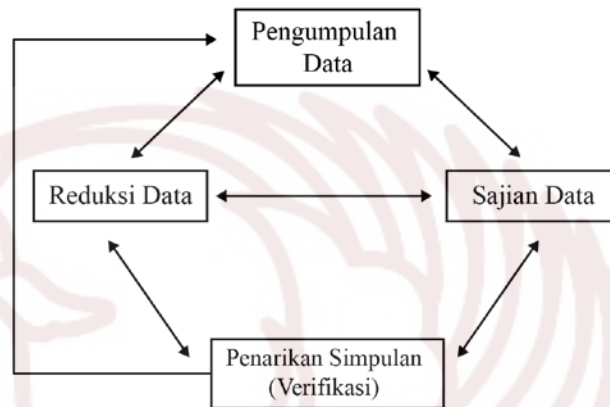 Pengumpulan
Data
Reduksi Data
Sajian Data
Penarikan Simpulan
(Verifikasi)